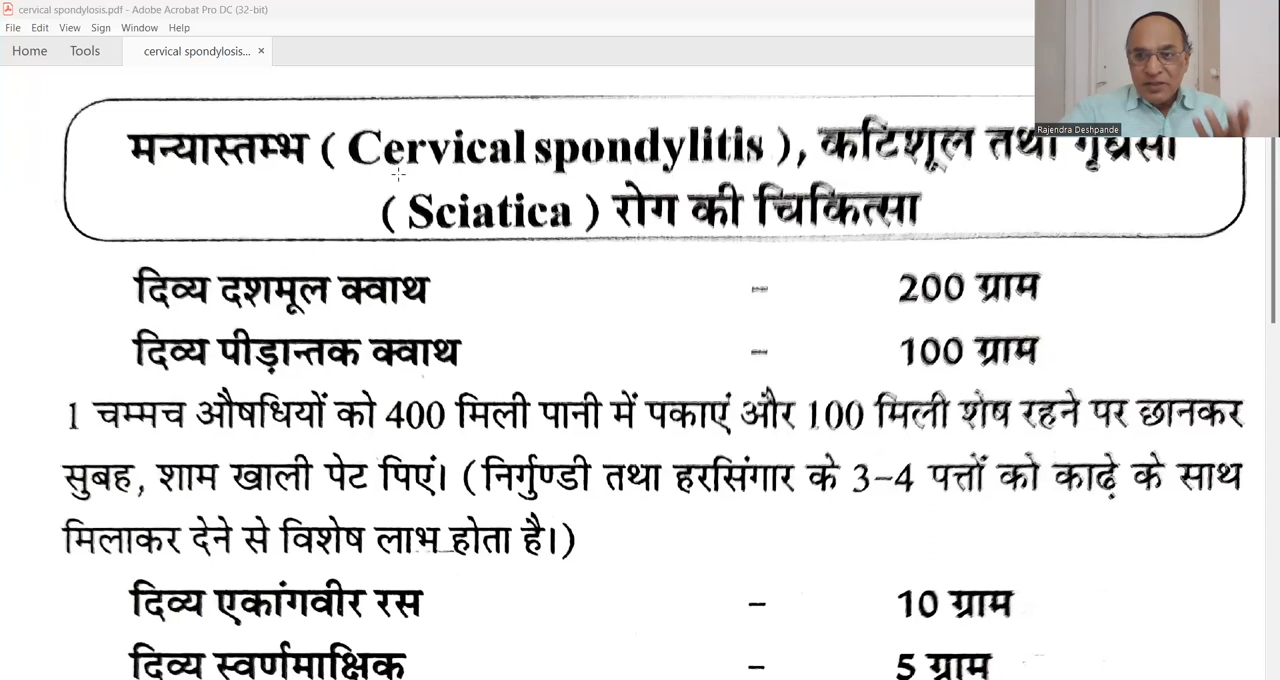 cervical spondylosis.pdf - Adobe Acrobat Pro DC (32-bit)
File Edit View Sign Window Help
Home Tools cervical spondylosis... ×
Rajendra Deshpande
मन्यास्तम्भ ( Cervical spondylitis ), कटिशूल तथा
( Sciatica ) रोग की चिकित्सा
दिव्य दशमूल क्वाथ – 200 ग्राम
दिव्य पीड़ान्तक क्वाथ – 100 ग्राम
1 चम्मच औषधियों को 400 मिली पानी में पकाएं और 100 मिली शेष रहने पर छानकर
सुबह, शाम खाली पेट पिएं। (निर्गुण्डी तथा हरसिंगार के 3-4 पत्तों को काढ़े के साथ
मिलाकर देने से विशेष लाभ होता है।)
दिव्य एकांगवीर रस – 10 ग्राम
दिव्य स्वर्णमाक्षिक – 5 ग्राम